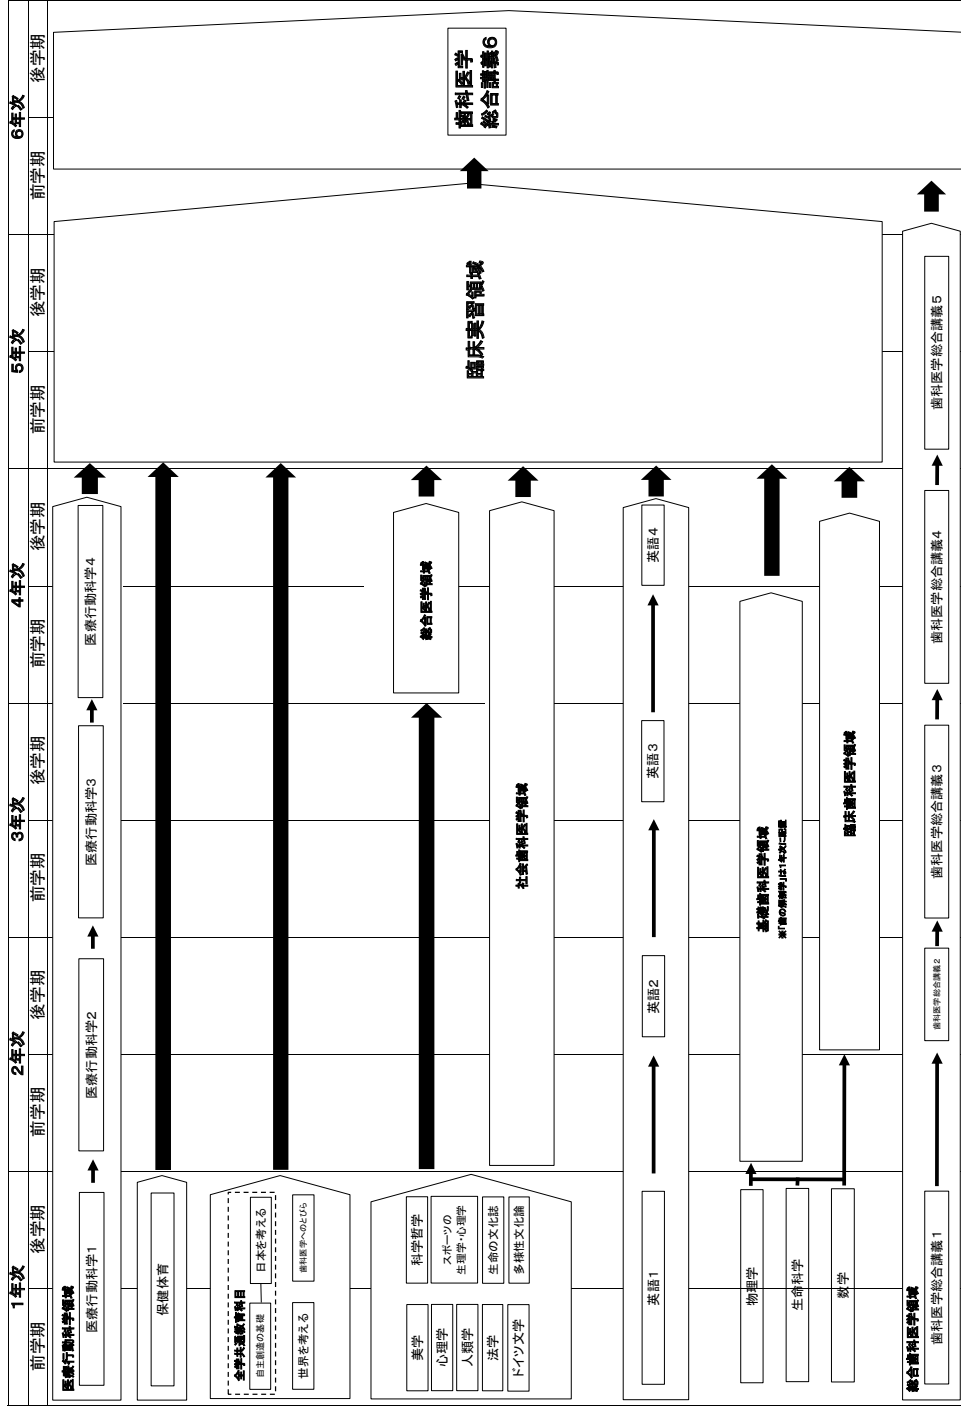 1年次
2年次
3年次
4年次
5年次
6年次
前学期
後学期
前学期
後学期
前学期
後学期
前学期
後学期
前学期
後学期
前学期
後学期
医療行動科学領域
医療行動科学1
医療行動科学2
医療行動科学3
医療行動科学4
保健体育
全学共通教育科目
自主創造の基礎
日本を考える
世界を考える
歯科医学へのとびら
美学
科学哲学
心理学
スポーツの
生理学・心理学
人類学
法学
生命の文化誌
ドイツ文学
多様性文化論
総合医学領域
社会歯科医学領域
英語1
英語2
英語3
英語4
物理学
生命科学
数学
基礎歯科医学領域
※「歯の解剖学」は1年次に配置
臨床歯科医学領域
総合歯科医学領域
歯科医学総合講義1
歯科医学総合講義2
歯科医学総合講義3
歯科医学総合講義4
歯科医学総合講義5
臨床実習領域
歯科医学
総合講義6